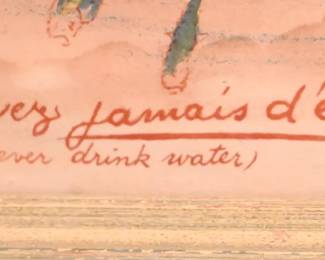 vez jamais d'é
ever drink water)